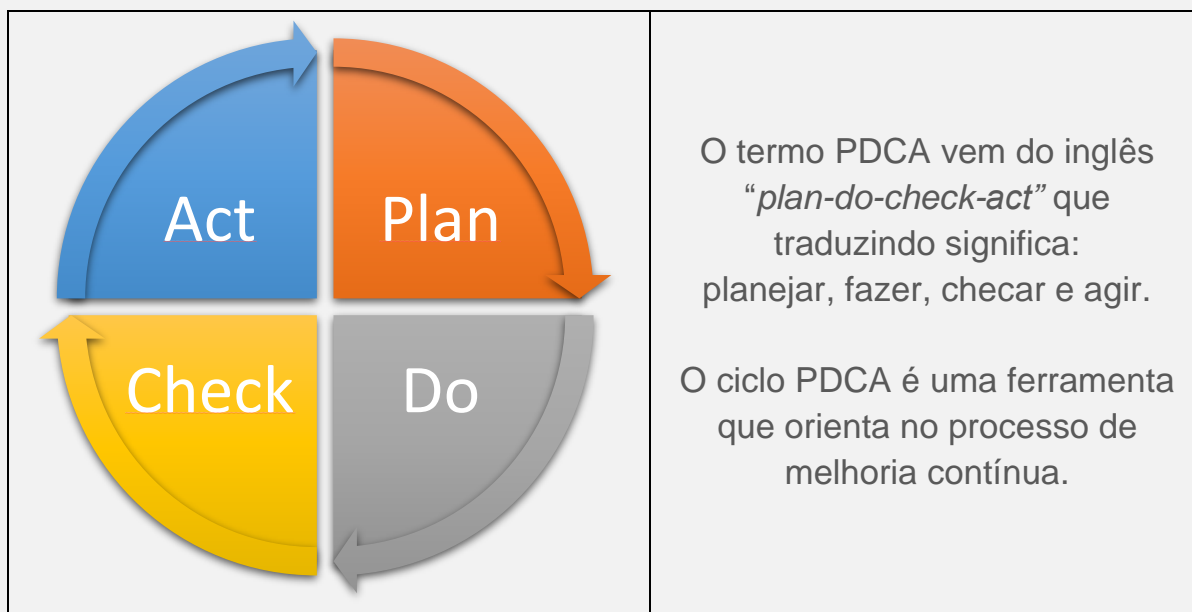 Act
Plan
Check
Do
O termo PDCA vem do inglês
“plan-do-check-act” que
traduzindo significa:
planejar, fazer, checar e agir.
O ciclo PDCA é uma ferramenta
que orienta no processo de
melhoria contínua.